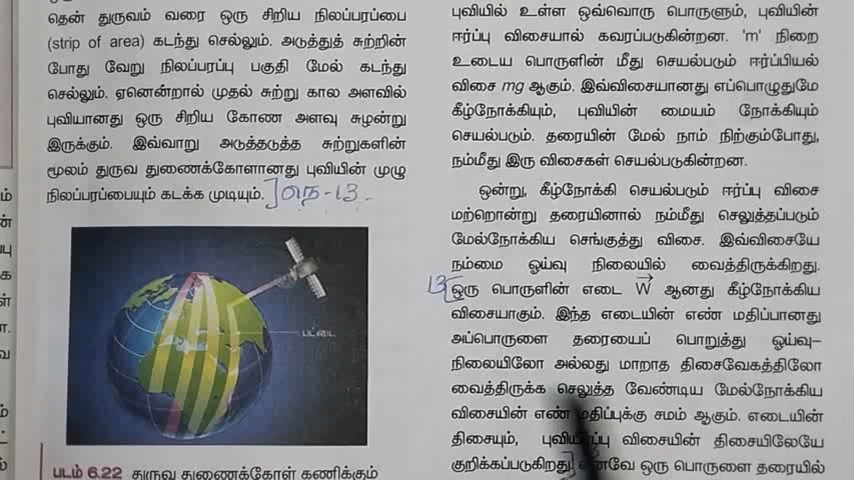 தென் துருவம் வரை ஒரு சிறிய நிலப்பரப்பை
(strip of area) கடந்து செல்லும். அடுத்துத் சுற்றின்
போது வேறு நிலப்பரப்பு பகுதி மேல் கடந்து
செல்லும். ஏனென்றால் முதல் சுற்று கால அளவில்
புவியானது ஒரு சிறிய கோண அளவு சுழன்று
இருக்கும். இவ்வாறு அடுத்தடுத்த சுற்றுகளின்
மூலம் துருவ துணைக்கோளானது புவியின் முழு
நிலப்பரப்பையும் கடக்க முடியும். ]நெ-13
பட்டை
படம் 6.22 துருவ துணைக்கோள் கணிக்கும்
புவியில் உள்ள ஒவ்வொரு பொருளும், புவியின்
ஈர்ப்பு விசையால் கவரப்படுகின்றன. 'm' நிறை
உடைய பொருளின் மீது செயல்படும் ஈர்ப்பியல்
விசை mg ஆகும். இவ்விசையானது எப்பொழுதுமே
கீழ்நோக்கியும், புவியின் மையம் நோக்கியும்
செயல்படும். தரையின் மேல் நாம் நிற்கும்போது,
நம்மீது இரு விசைகள் செயல்படுகின்றன.
ஒன்று, கீழ்நோக்கி செயல்படும் ஈர்ப்பு விசை
மற்றொன்று தரையினால் நம்மீது செலுத்தப்படும்
மேல்நோக்கிய செங்குத்து விசை. இவ்விசையே
நம்மை ஓய்வு நிலையில் வைத்திருக்கிறது.
13[ஒரு பொருளின் எடை W⃗ ஆனது கீழ்நோக்கிய
விசையாகும். இந்த எடையின் எண் மதிப்பானது
அப்பொருளை தரையைப் பொறுத்து ஓய்வு–
நிலையிலோ அல்லது மாறாத திசைவேகத்திலோ
வைத்திருக்க செலுத்த வேண்டிய மேல்நோக்கிய
விசையின் எண் மதிப்புக்கு சமம் ஆகும். எடையின்
திசையும், புவியீர்ப்பு விசையின் திசையிலேயே
குறிக்கப்படுகிறது.] எனவே ஒரு பொருளை தரையில்